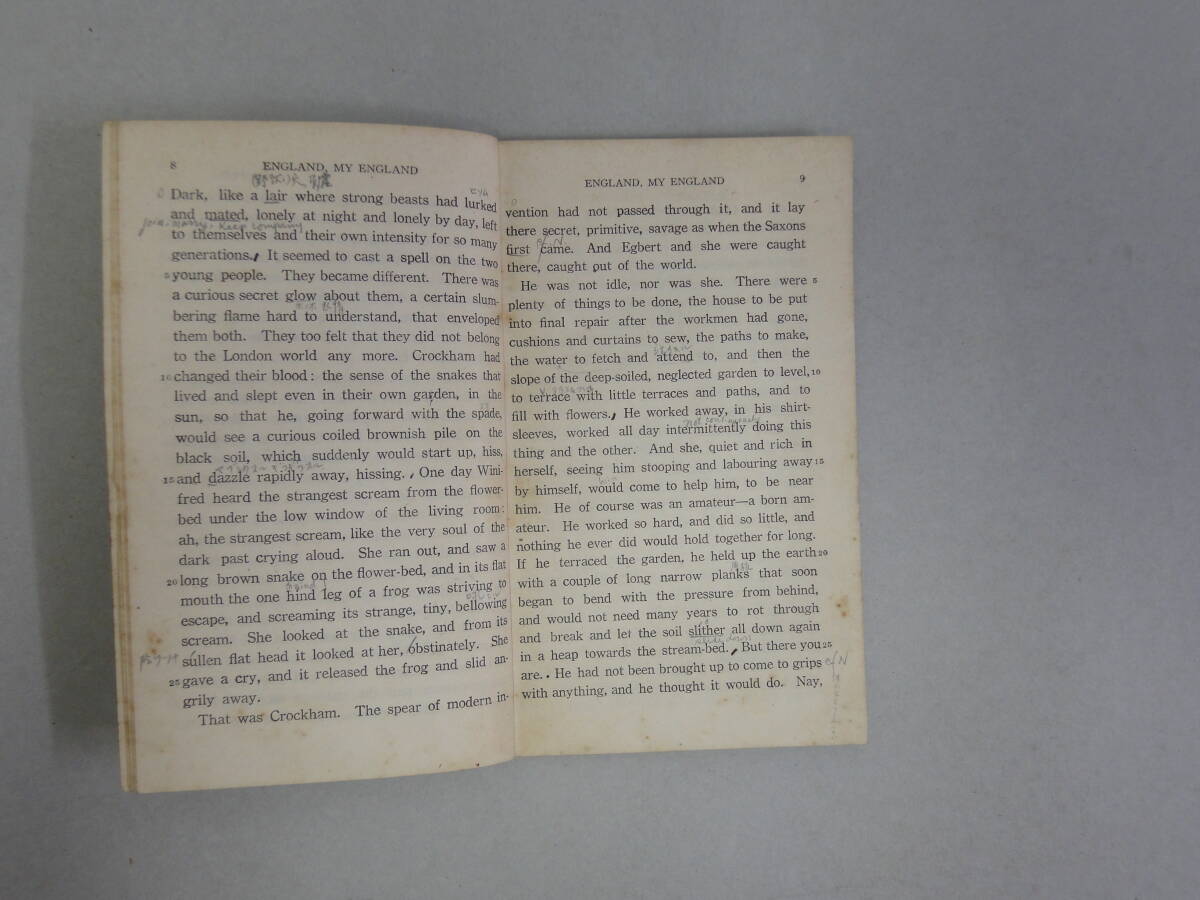 8
ENGLAND, MY ENGLAND
Dark, like a lair where strong beasts had lurked
and mated, lonely at night and lonely by day, left
join. marry. keep company
to themselves and their own intensity for so many
generations. It seemed to cast a spell on the two
5 young people. They became different. There was
a curious secret glow about them, a certain slum-
bering flame hard to understand, that enveloped
them both. They too felt that they did not belong
to the London world any more. Crockham had
10 changed their blood: the sense of the snakes that
lived and slept even in their own garden, in the
sun, so that he, going forward with the spade,
would see a curious coiled brownish pile on the
black soil, which suddenly would start up, hiss,
15 and dazzle rapidly away, hissing. One day Wini-
fred heard the strangest scream from the flower-
bed under the low window of the living room:
ah, the strangest scream, like the very soul of the
dark past crying aloud. She ran out, and saw a
20 long brown snake on the flower-bed, and in its flat
mouth the one hind leg of a frog was striving to
escape, and screaming its strange, tiny, bellowing
scream. She looked at the snake, and from its
sullen flat head it looked at her, obstinately. She
25 gave a cry, and it released the frog and slid an-
grily away.
That was Crockham. The spear of modern in-
ENGLAND, MY ENGLAND
9
vention had not passed through it, and it lay
there secret, primitive, savage as when the Saxons
cf N
first came. And Egbert and she were caught
there, caught out of the world.
He was not idle, nor was she. There were 5
plenty of things to be done, the house to be put
into final repair after the workmen had gone,
cushions and curtains to sew, the paths to make,
the water to fetch and attend to, and then the
slope of the deep-soiled, neglected garden to level, 10
to terrace with little terraces and paths, and to
fill with flowers. He worked away, in his shirt-
not continuously
sleeves, worked all day intermittently doing this
thing and the other. And she, quiet and rich in
herself, seeing him stooping and labouring away 15
by himself, would come to help him, to be near
him. He of course was an amateur—a born am-
ateur. He worked so hard, and did so little, and
nothing he ever did would hold together for long.
If he terraced the garden, he held up the earth 20
with a couple of long narrow planks that soon
began to bend with the pressure from behind,
and would not need many years to rot through
and break and let the soil slither all down again
slide down
in a heap towards the stream-bed. But there you 25
are. He had not been brought up to come to grips cf N
with anything, and he thought it would do. Nay,